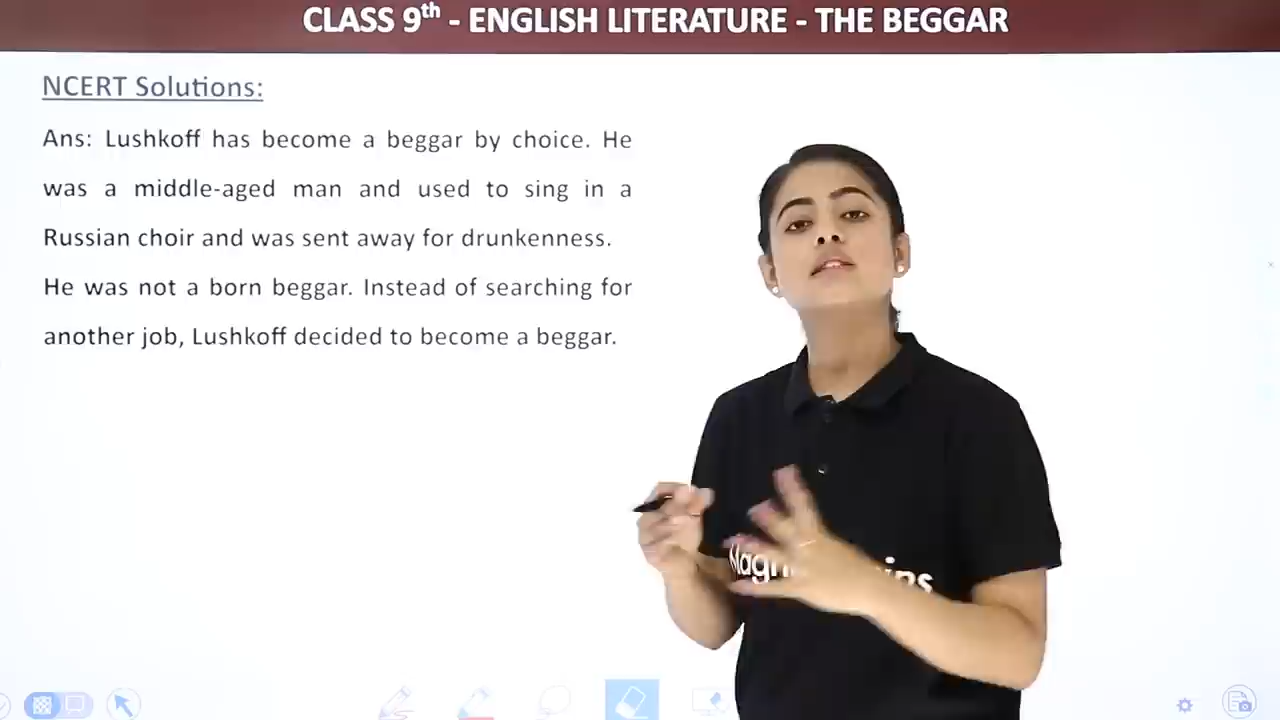 CLASS 9th - ENGLISH LITERATURE - THE BEGGAR
NCERT Solutions:
Ans: Lushkoff has become a beggar by choice. He
was a middle-aged man and used to sing in a
Russian choir and was sent away for drunkenness.
He was not a born beggar. Instead of searching for
another job, Lushkoff decided to become a beggar.